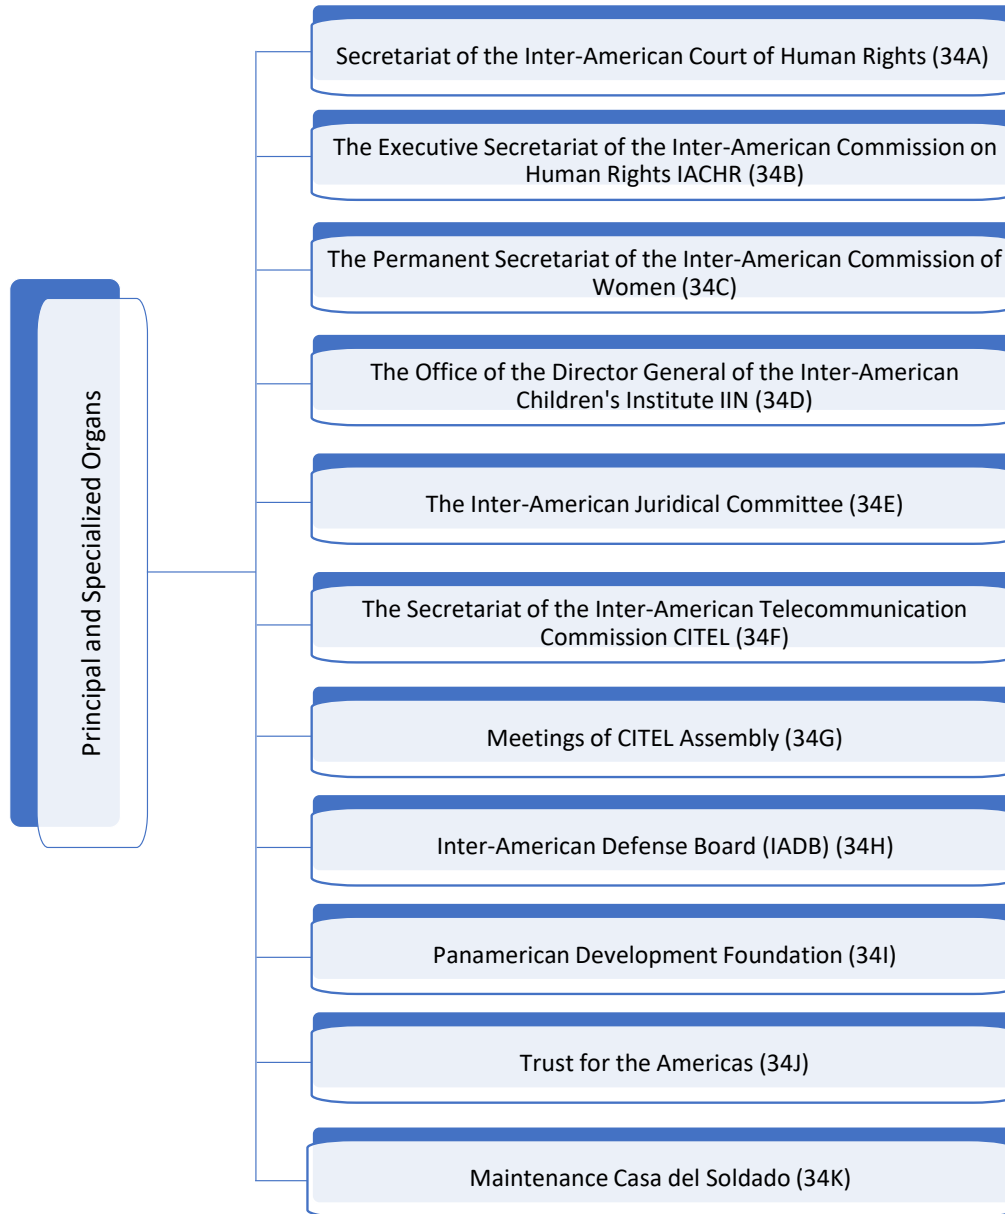 Principal and Specialized Organs
Secretariat of the Inter-American Court of Human Rights (34A)
The Executive Secretariat of the Inter-American Commission on
Human Rights IACHR (34B)
The Permanent Secretariat of the Inter-American Commission of
Women (34C)
The Office of the Director General of the Inter-American
Children's Institute IIN (34D)
The Inter-American Juridical Committee (34E)
The Secretariat of the Inter-American Telecommunication
Commission CITEL (34F)
Meetings of CITEL Assembly (34G)
Inter-American Defense Board (IADB) (34H)
Panamerican Development Foundation (34I)
Trust for the Americas (34J)
Maintenance Casa del Soldado (34K)